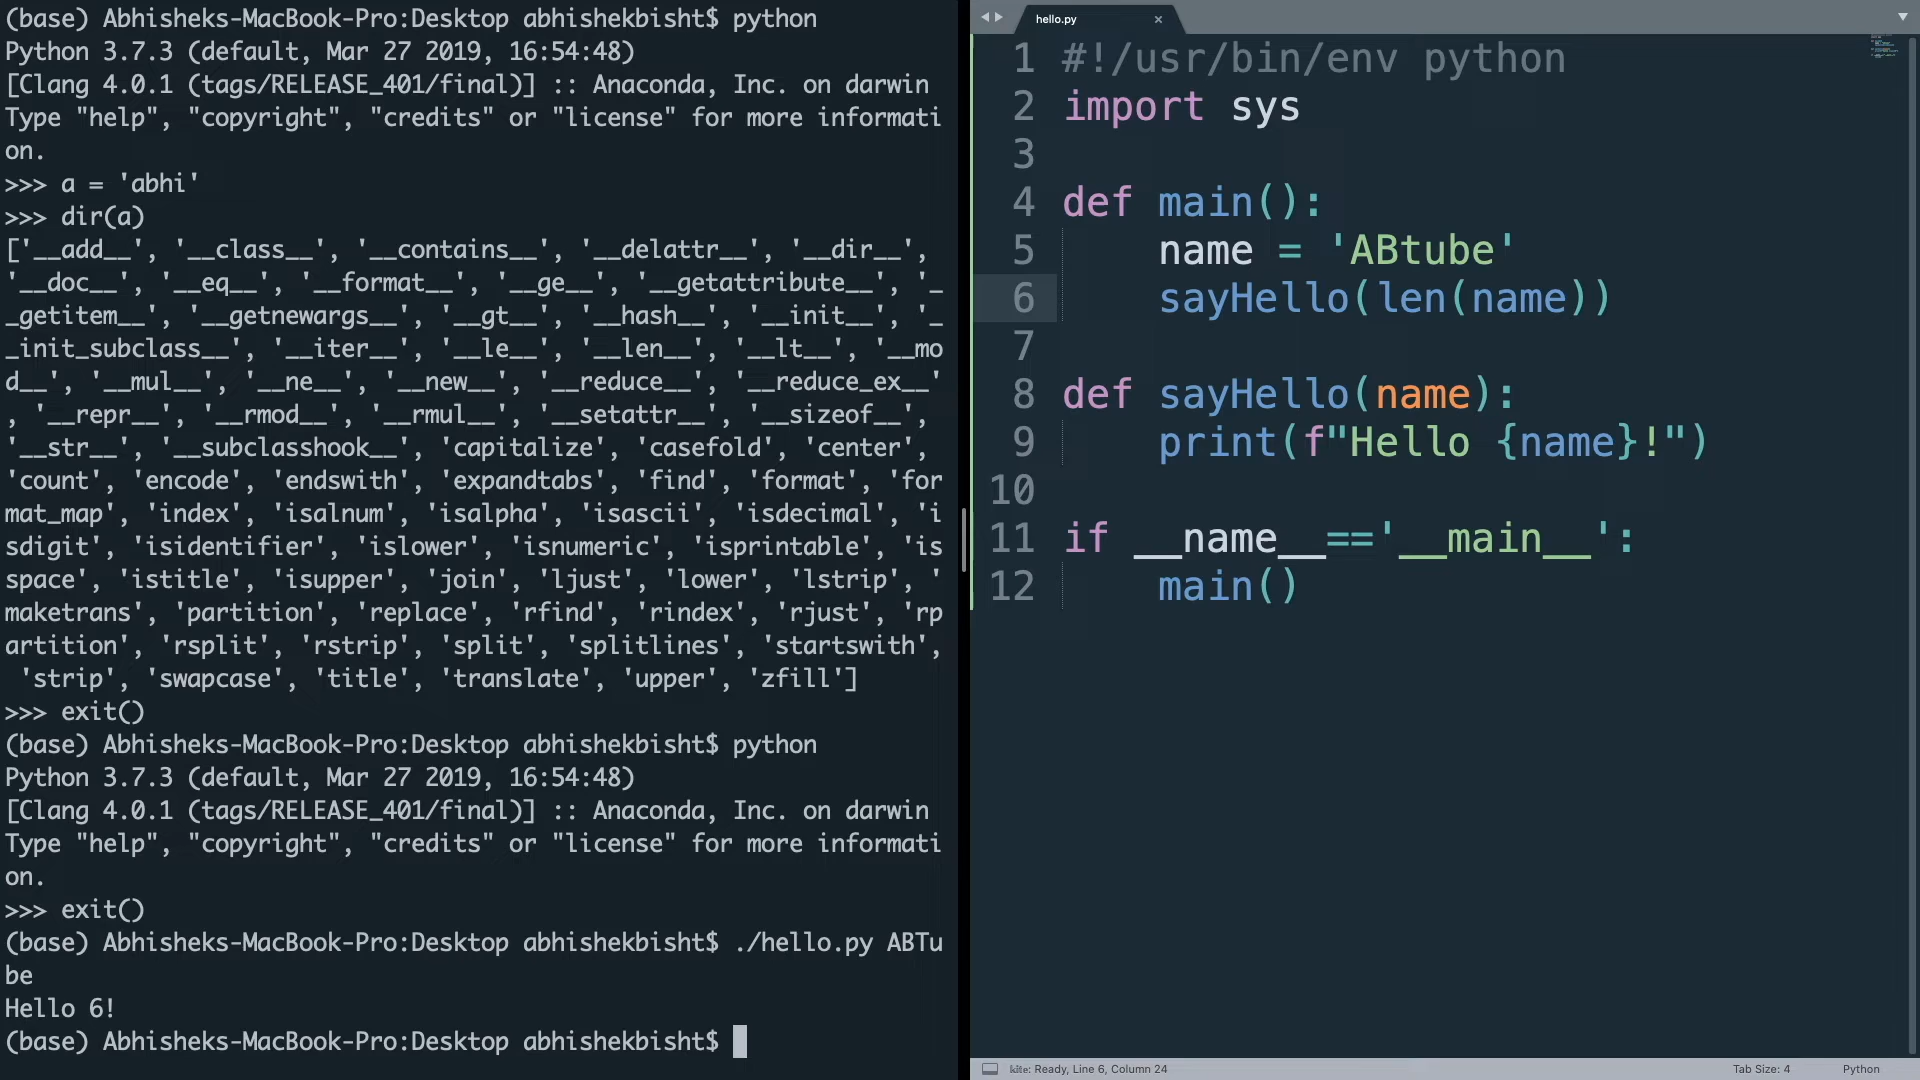 (base) Abhisheks-MacBook-Pro:Desktop abhishekbisht$ python
Python 3.7.3 (default, Mar 27 2019, 16:54:48)
[Clang 4.0.1 (tags/RELEASE_401/final)] :: Anaconda, Inc. on darwin
Type "help", "copyright", "credits" or "license" for more informati
on.
>>> a = 'abhi'
>>> dir(a)
['__add__', '__class__', '__contains__', '__delattr__', '__dir__',
'__doc__', '__eq__', '__format__', '__ge__', '__getattribute__', '_
_getitem__', '__getnewargs__', '__gt__', '__hash__', '__init__', '_
_init_subclass__', '__iter__', '__le__', '__len__', '__lt__', '__mo
d__', '__mul__', '__ne__', '__new__', '__reduce__', '__reduce_ex__'
, '__repr__', '__rmod__', '__rmul__', '__setattr__', '__sizeof__',
'__str__', '__subclasshook__', 'capitalize', 'casefold', 'center',
'count', 'encode', 'endswith', 'expandtabs', 'find', 'format', 'for
mat_map', 'index', 'isalnum', 'isalpha', 'isascii', 'isdecimal', 'i
sdigit', 'isidentifier', 'islower', 'isnumeric', 'isprintable', 'is
space', 'istitle', 'isupper', 'join', 'ljust', 'lower', 'lstrip', '
maketrans', 'partition', 'replace', 'rfind', 'rindex', 'rjust', 'rp
artition', 'rsplit', 'rstrip', 'split', 'splitlines', 'startswith',
 'strip', 'swapcase', 'title', 'translate', 'upper', 'zfill']
>>> exit()
(base) Abhisheks-MacBook-Pro:Desktop abhishekbisht$ python
Python 3.7.3 (default, Mar 27 2019, 16:54:48)
[Clang 4.0.1 (tags/RELEASE_401/final)] :: Anaconda, Inc. on darwin
Type "help", "copyright", "credits" or "license" for more informati
on.
>>> exit()
(base) Abhisheks-MacBook-Pro:Desktop abhishekbisht$ ./hello.py ABTu
be
Hello 6!
(base) Abhisheks-MacBook-Pro:Desktop abhishekbisht$
hello.py ×
1 #!/usr/bin/env python
2 import sys
3
4 def main():
5     name = 'ABtube'
6     sayHello(len(name))
7
8 def sayHello(name):
9     print(f"Hello {name}!")
10
11 if __name__=='__main__':
12     main()
kite: Ready, Line 6, Column 24
Tab Size: 4
Python